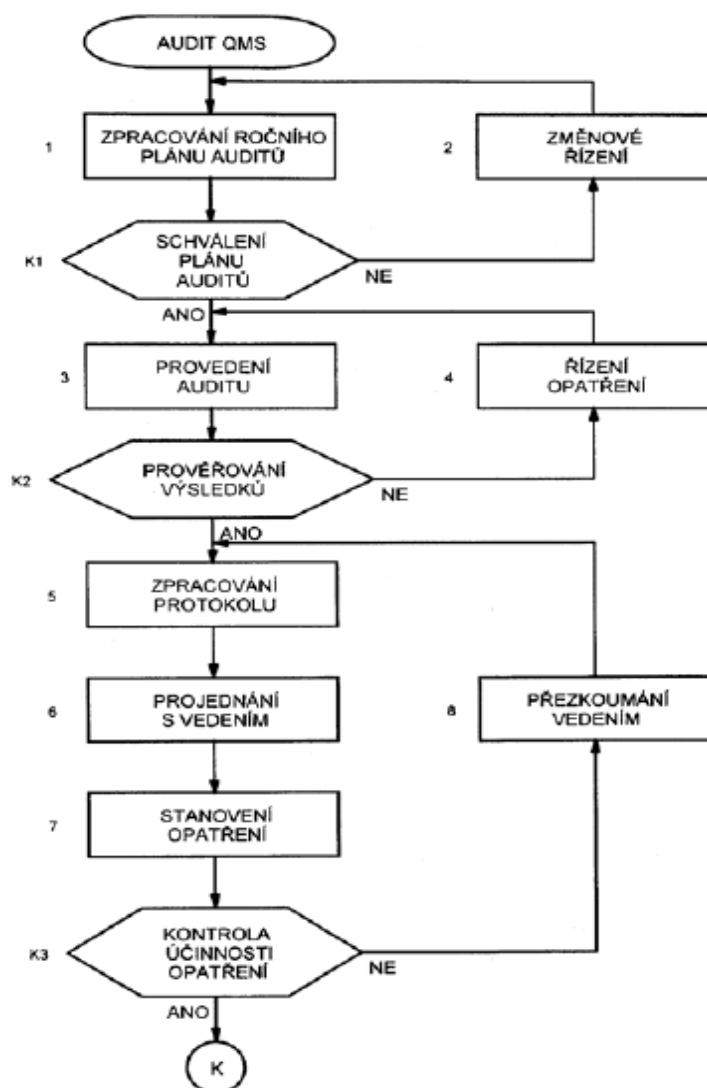 AUDIT QMS
1
ZPRACOVÁNÍ ROČNÍHO
PLÁNU AUDITŮ
2
ZMĚNOVÉ
ŘÍZENÍ
K1
SCHVÁLENÍ
PLÁNU
AUDITŮ
NE
ANO
3
PROVEDENÍ
AUDITU
4
ŘÍZENÍ
OPATŘENÍ
K2
PROVĚŘOVÁNÍ
VÝSLEDKŮ
NE
ANO
5
ZPRACOVÁNÍ
PROTOKOLU
6
PROJEDNÁNÍ
S VEDENÍM
8
PŘEZKOUMÁNÍ
VEDENÍM
7
STANOVENÍ
OPATŘENÍ
K3
KONTROLA
ÚČINNOSTI
OPATŘENÍ
NE
ANO
K